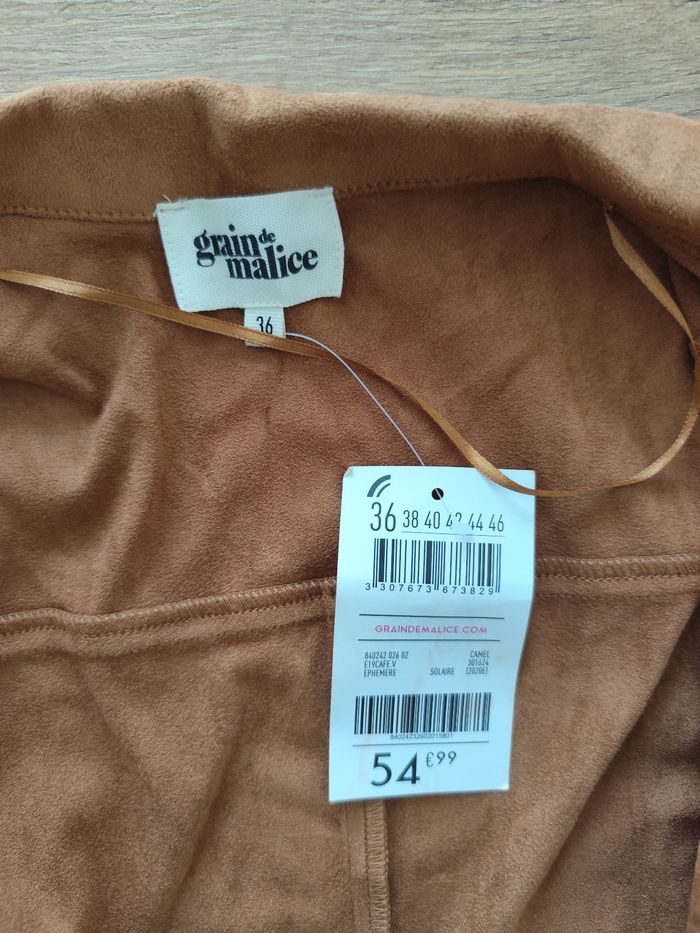 grain de
malice
36
36 38 40 42 44 46
3 307673 673829
GRAINDEMALICE.COM
840242 026 02 CAMEL
E19CAFE.V 301624
EPHEMERE SOLAIRE (2020E)
84024232602015801
54€99